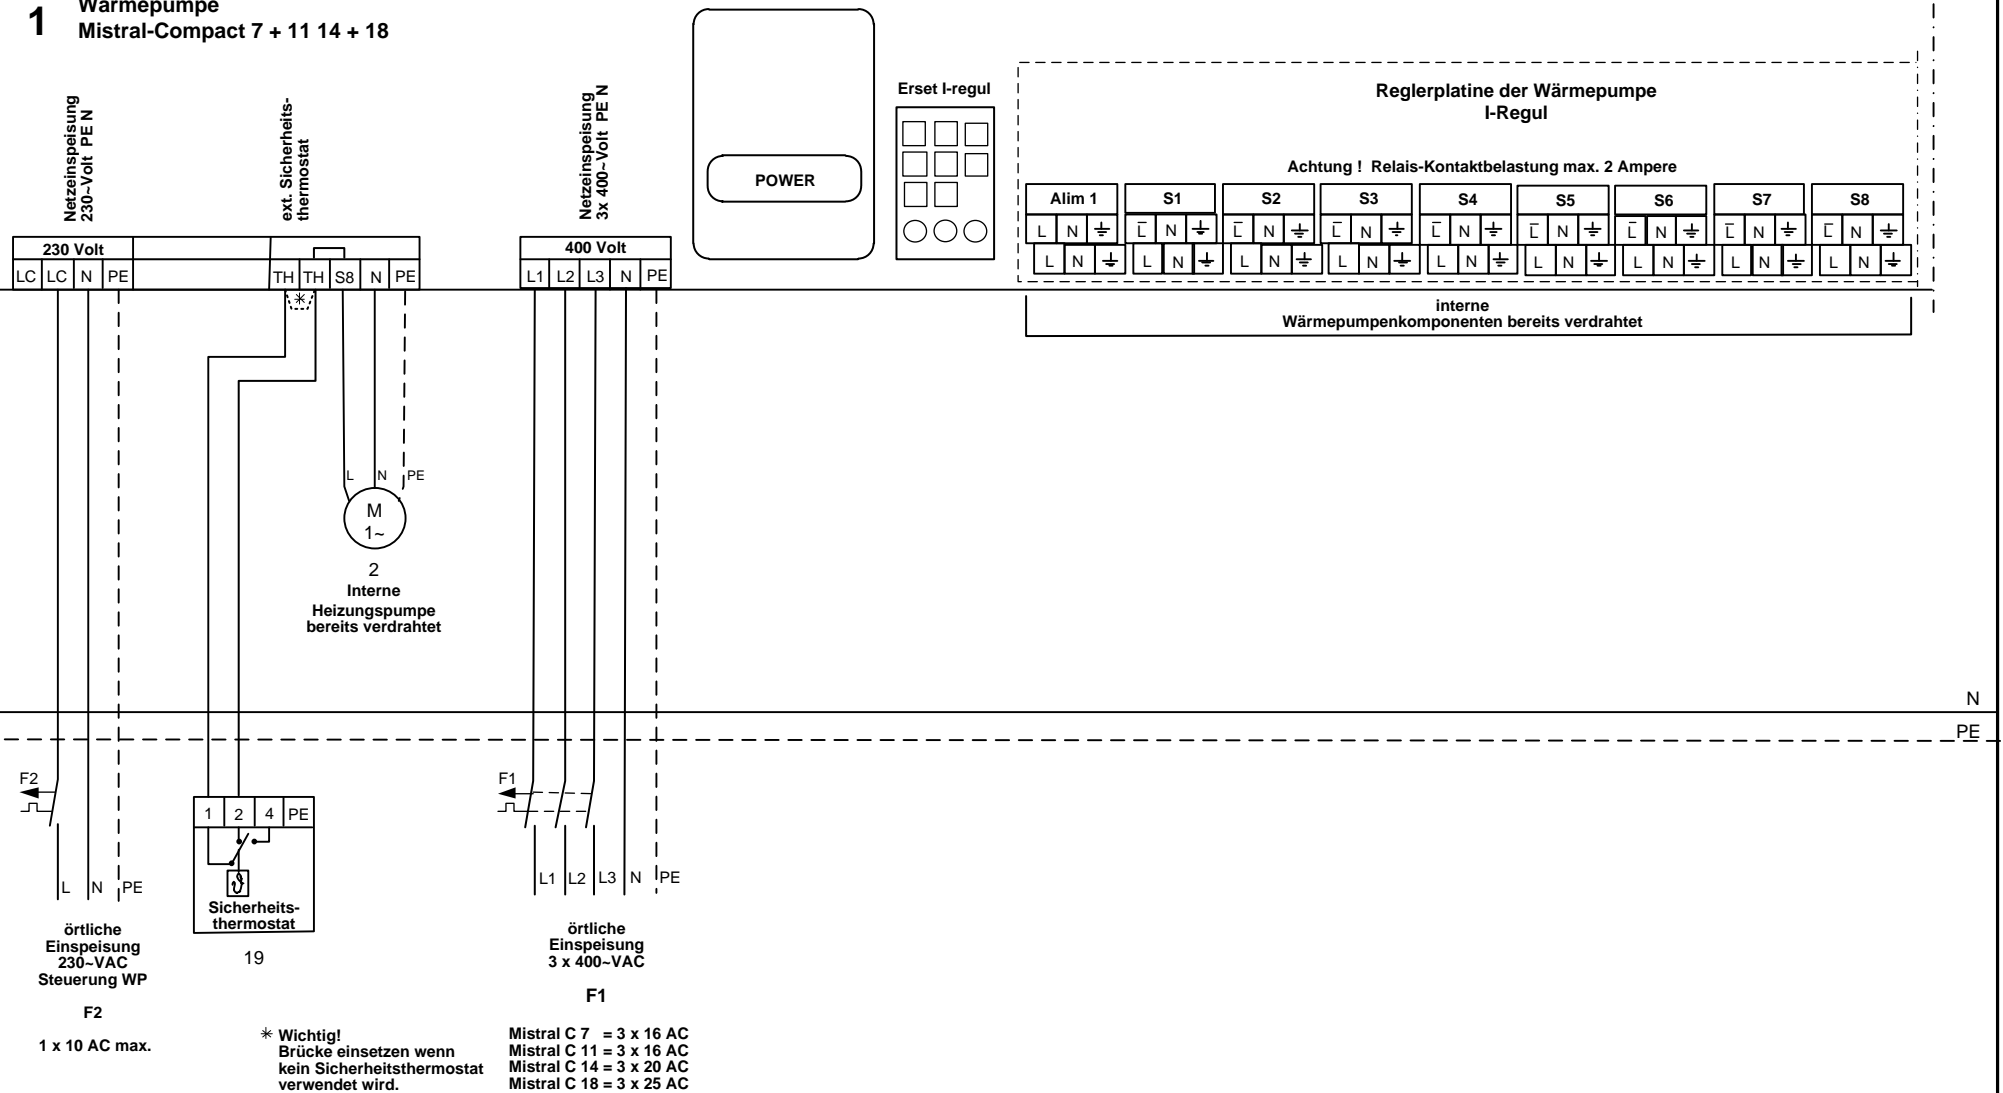 Wärmepumpe
1 Mistral-Compact 7 + 11 14 + 18
Netzeinspeisung
230~Volt PE N
ext. Sicherheits-
thermostat
Netzeinspeisung
3x 400~Volt PE N
POWER
Erset I-regul
Reglerplatine der Wärmepumpe
I-Regul
Achtung ! Relais-Kontaktbelastung max. 2 Ampere
Alim 1 S1 S2 S3 S4 S5 S6 S7 S8
L N L N L N L N L N L N L N L N L N
L N L N L N L N L N L N L N L N L N
interne
Wärmepumpenkomponenten bereits verdrahtet
230 Volt
LC LC N PE TH TH S8 N PE
*
400 Volt
L1 L2 L3 N PE
L N PE
M
1~
2
Interne
Heizungspumpe
bereits verdrahtet
N
PE
F2
F1
1 2 4 PE
Sicherheits-
thermostat
19
L N PE
örtliche
Einspeisung
230~VAC
Steuerung WP
F2
1 x 10 AC max.
L1 L2 L3 N PE
örtliche
Einspeisung
3 x 400~VAC
F1
* Wichtig!
Brücke einsetzen wenn
kein Sicherheitsthermostat
verwendet wird.
Mistral C 7 = 3 x 16 AC
Mistral C 11 = 3 x 16 AC
Mistral C 14 = 3 x 20 AC
Mistral C 18 = 3 x 25 AC